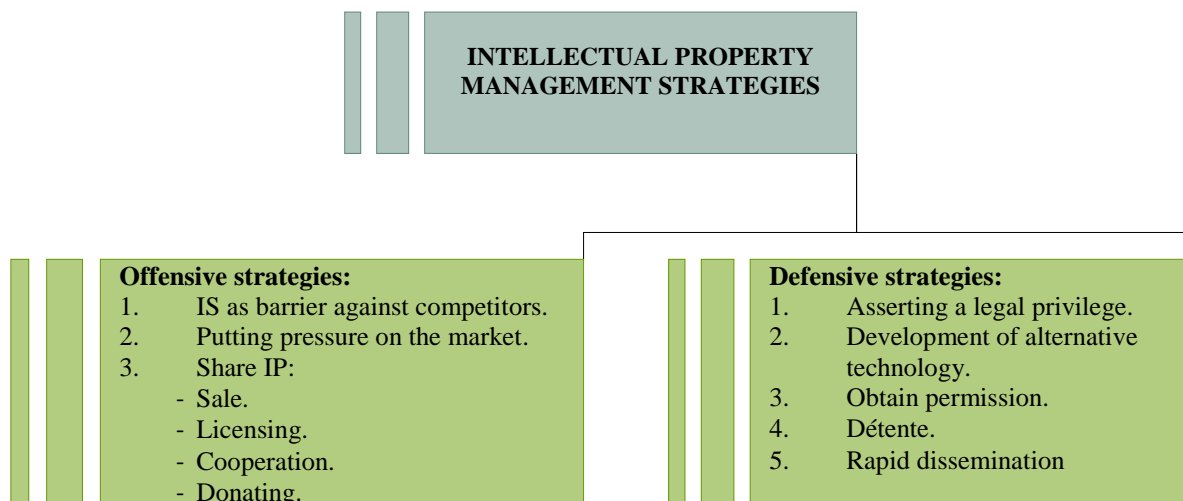 INTELLECTUAL PROPERTY
MANAGEMENT STRATEGIES
Offensive strategies:
1. IS as barrier against competitors.
2. Putting pressure on the market.
3. Share IP:
- Sale.
- Licensing.
- Cooperation.
- Donating.
Defensive strategies:
1. Asserting a legal privilege.
2. Development of alternative
technology.
3. Obtain permission.
4. Détente.
5. Rapid dissemination